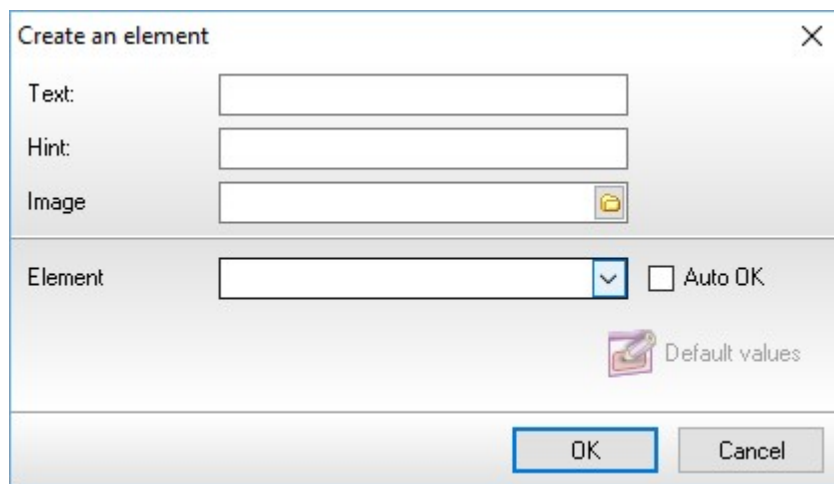 Create an element
Text:
Hint:
Image
Element
Auto OK
Default values
OK
Cancel